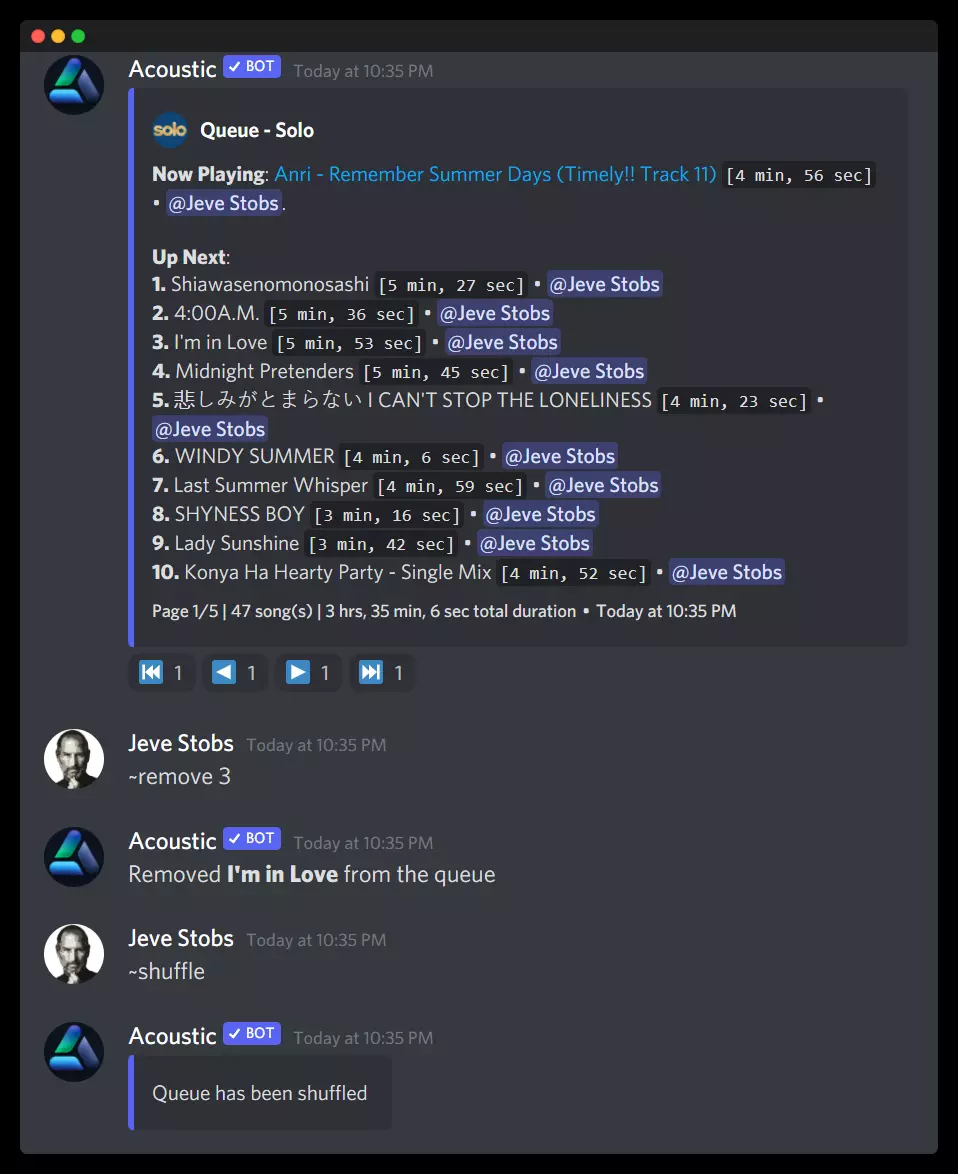 Acoustic ✓ BOT Today at 10:35 PM
solo Queue - Solo
Now Playing: Anri - Remember Summer Days (Timely!! Track 11) [4 min, 56 sec]
• @Jeve Stobs.
Up Next:
1. Shiawasenomonosashi [5 min, 27 sec] • @Jeve Stobs
2. 4:00A.M. [5 min, 36 sec] • @Jeve Stobs
3. I'm in Love [5 min, 53 sec] • @Jeve Stobs
4. Midnight Pretenders [5 min, 45 sec] • @Jeve Stobs
5. 悲しみがとまらない I CAN'T STOP THE LONELINESS [4 min, 23 sec] •
@Jeve Stobs
6. WINDY SUMMER [4 min, 6 sec] • @Jeve Stobs
7. Last Summer Whisper [4 min, 59 sec] • @Jeve Stobs
8. SHYNESS BOY [3 min, 16 sec] • @Jeve Stobs
9. Lady Sunshine [3 min, 42 sec] • @Jeve Stobs
10. Konya Ha Hearty Party - Single Mix [4 min, 52 sec] • @Jeve Stobs
Page 1/5 | 47 song(s) | 3 hrs, 35 min, 6 sec total duration • Today at 10:35 PM
1 1 1 1
Jeve Stobs Today at 10:35 PM
~remove 3
Acoustic ✓ BOT Today at 10:35 PM
Removed I'm in Love from the queue
Jeve Stobs Today at 10:35 PM
~shuffle
Acoustic ✓ BOT Today at 10:35 PM
Queue has been shuffled